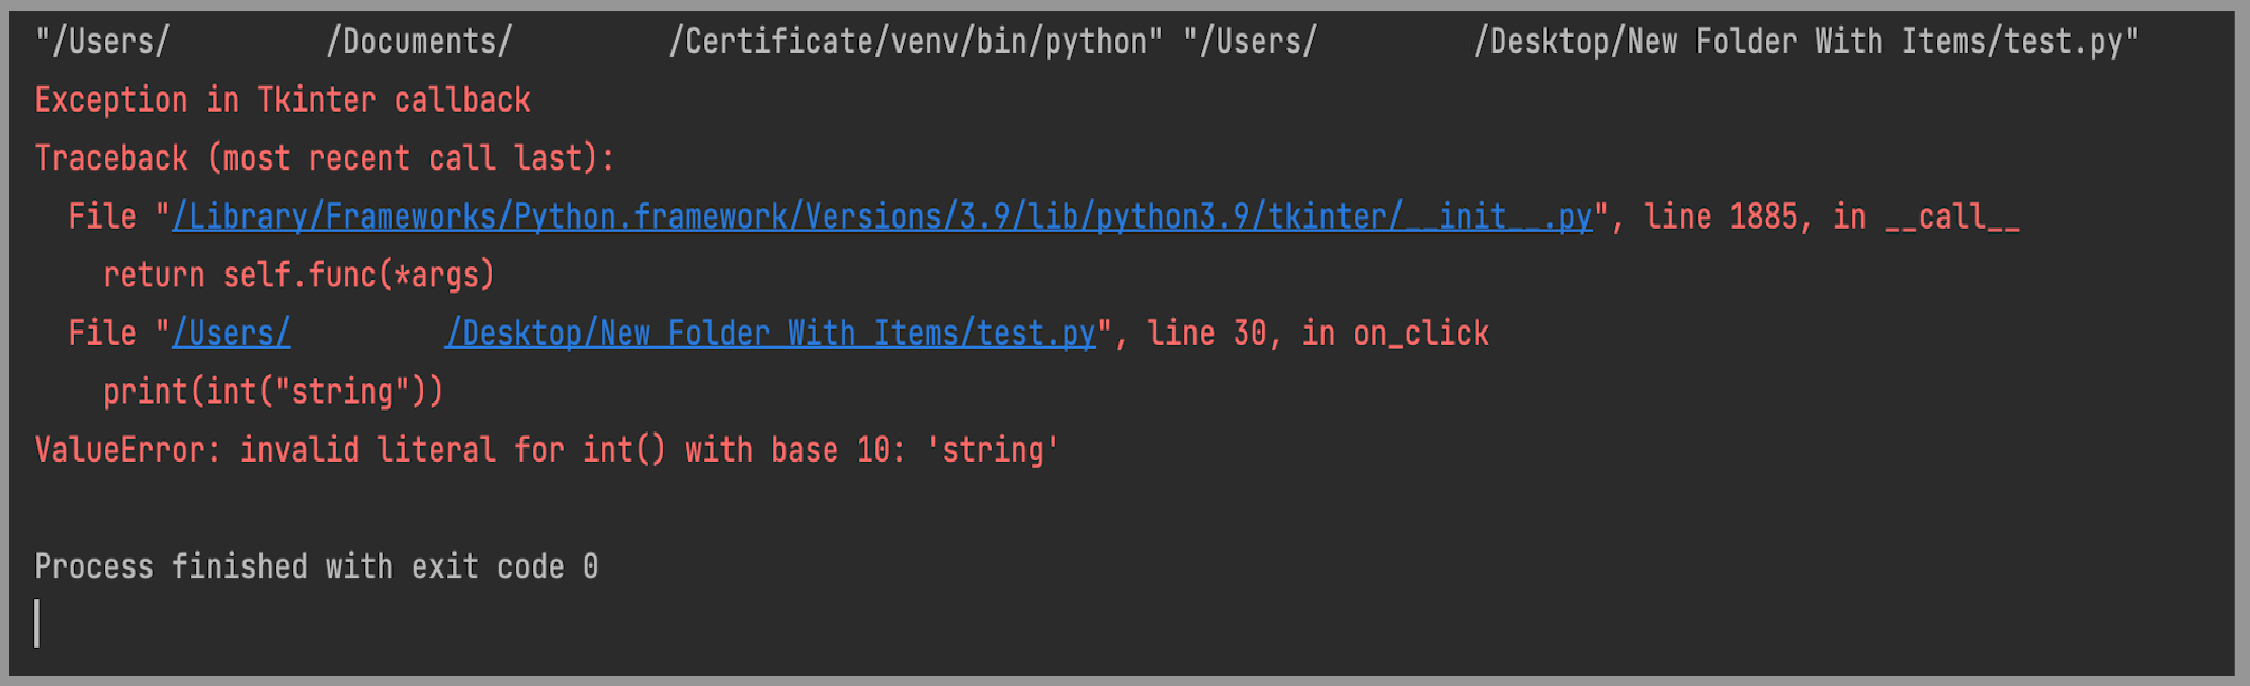 "/Users/ /Documents/ /Certificate/venv/bin/python" "/Users/ /Desktop/New Folder With Items/test.py"
Exception in Tkinter callback
Traceback (most recent call last):
  File "/Library/Frameworks/Python.framework/Versions/3.9/lib/python3.9/tkinter/__init__.py", line 1885, in __call__
    return self.func(*args)
  File "/Users/ /Desktop/New Folder With Items/test.py", line 30, in on_click
    print(int("string"))
ValueError: invalid literal for int() with base 10: 'string'
Process finished with exit code 0